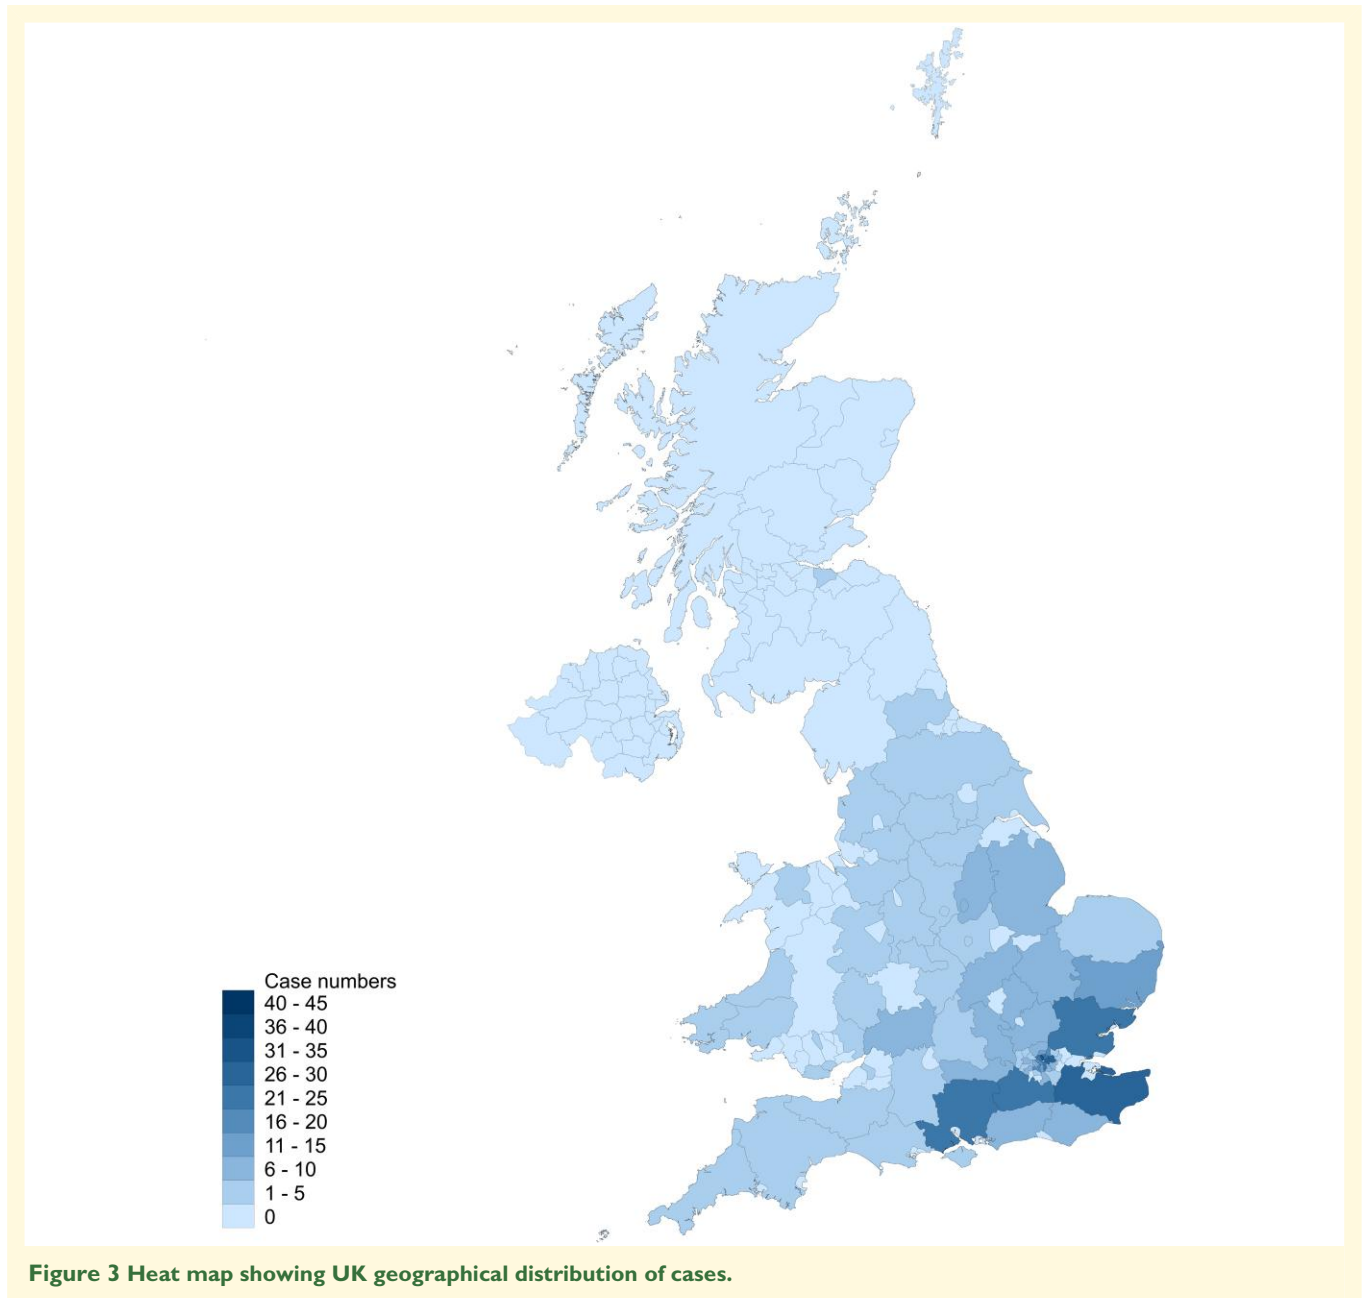 Case numbers
40 - 45
36 - 40
31 - 35
26 - 30
21 - 25
16 - 20
11 - 15
6 - 10
1 - 5
0
Figure 3 Heat map showing UK geographical distribution of cases.